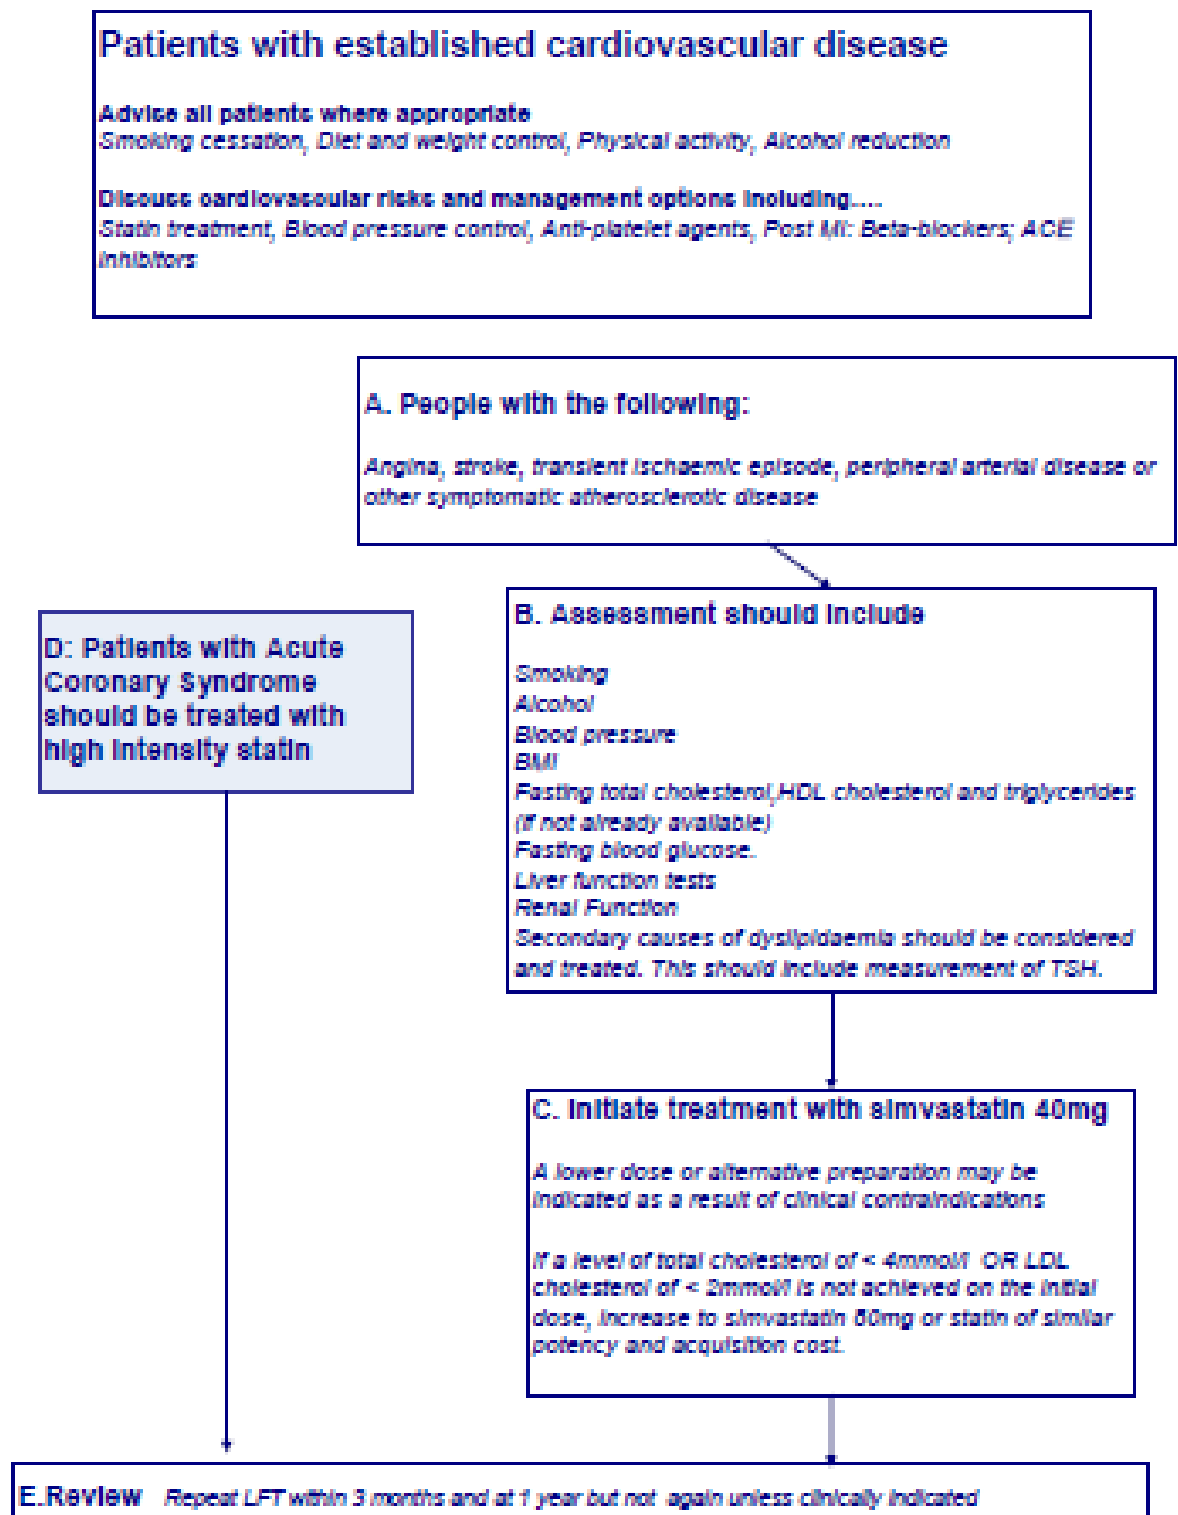 Patients with established cardiovascular disease
Advise all patients where appropriate
Smoking cessation, Diet and weight control, Physical activity, Alcohol reduction
Discuss cardiovascular risks and management options including....
Statin treatment, Blood pressure control, Anti-platelet agents, Post MI: Beta-blockers; ACE
inhibitors
A. People with the following:
Angina, stroke, transient ischaemic episode, peripheral arterial disease or
other symptomatic atherosclerotic disease
B. Assessment should include
Smoking
Alcohol
Blood pressure
BMI
Fasting total cholesterol,HDL cholesterol and triglycerides
(if not already available)
Fasting blood glucose.
Liver function tests
Renal Function
Secondary causes of dyslipidaemia should be considered
and treated. This should include measurement of TSH.
D: Patients with Acute
Coronary Syndrome
should be treated with
high intensity statin
C. Initiate treatment with simvastatin 40mg
A lower dose or alternative preparation may be
indicated as a result of clinical contraindications
If a level of total cholesterol of < 4mmol/l OR LDL
cholesterol of < 2mmol/l is not achieved on the initial
dose, increase to simvastatin 80mg or statin of similar
potency and acquisition cost.
E.Review Repeat LFT within 3 months and at 1 year but not again unless clinically indicated